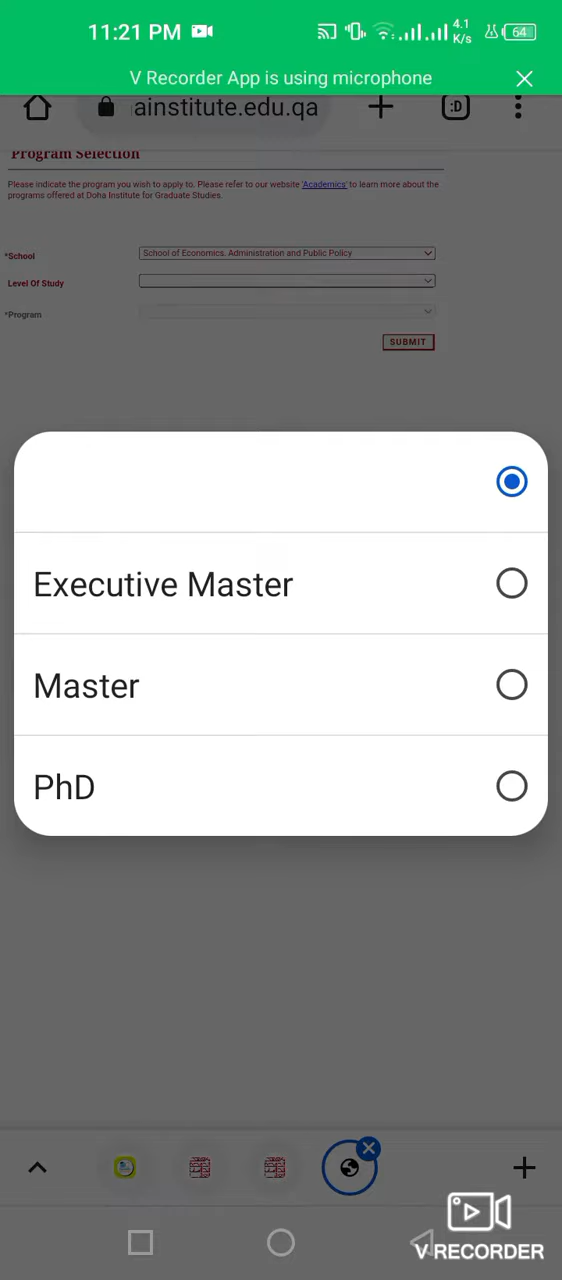 11:21 PM
4.1
K/s
64
V Recorder App is using microphone
ainstitute.edu.qa
:D
Program Selection
Please indicate the program you wish to apply to. Please refer to our website 'Academics' to learn more about the
programs offered at Doha Institute for Graduate Studies.
*School
School of Economics. Administration and Public Policy
Level Of Study
*Program
SUBMIT
Executive Master
Master
PhD
V RECORDER